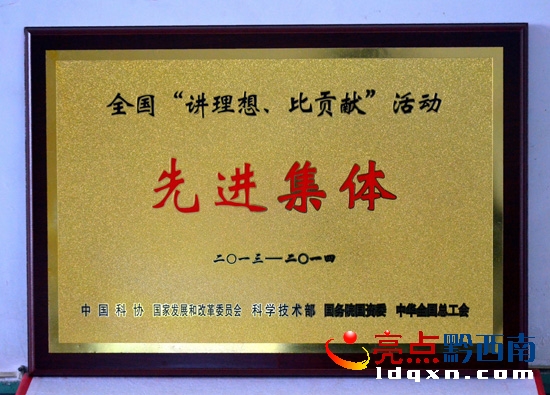 全国“讲理想、比贡献”活动
先进集体
二〇一三—二〇一四
中国科协 国家发展和改革委员会 科学技术部 国务院国资委 中华全国总工会
亮点黔西南
ldqxn.com